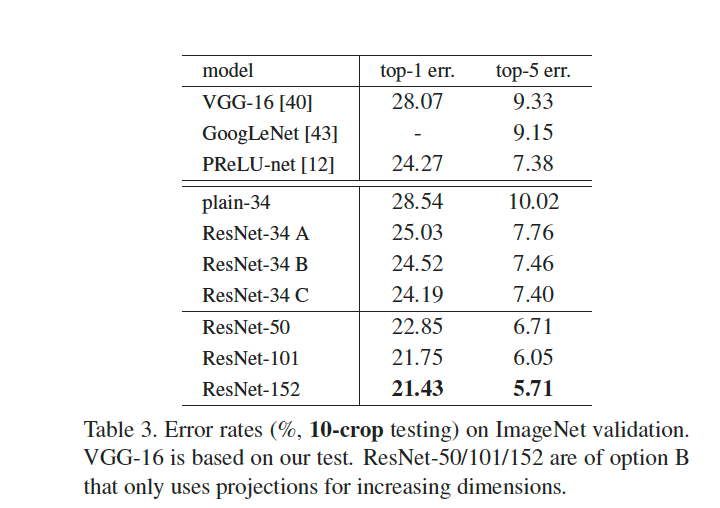 model top-1 err. top-5 err.
VGG-16 [40] 28.07 9.33
GoogLeNet [43] - 9.15
PReLU-net [12] 24.27 7.38
plain-34 28.54 10.02
ResNet-34 A 25.03 7.76
ResNet-34 B 24.52 7.46
ResNet-34 C 24.19 7.40
ResNet-50 22.85 6.71
ResNet-101 21.75 6.05
ResNet-152 21.43 5.71
Table 3. Error rates (%, 10-crop testing) on ImageNet validation.
VGG-16 is based on our test. ResNet-50/101/152 are of option B
that only uses projections for increasing dimensions.